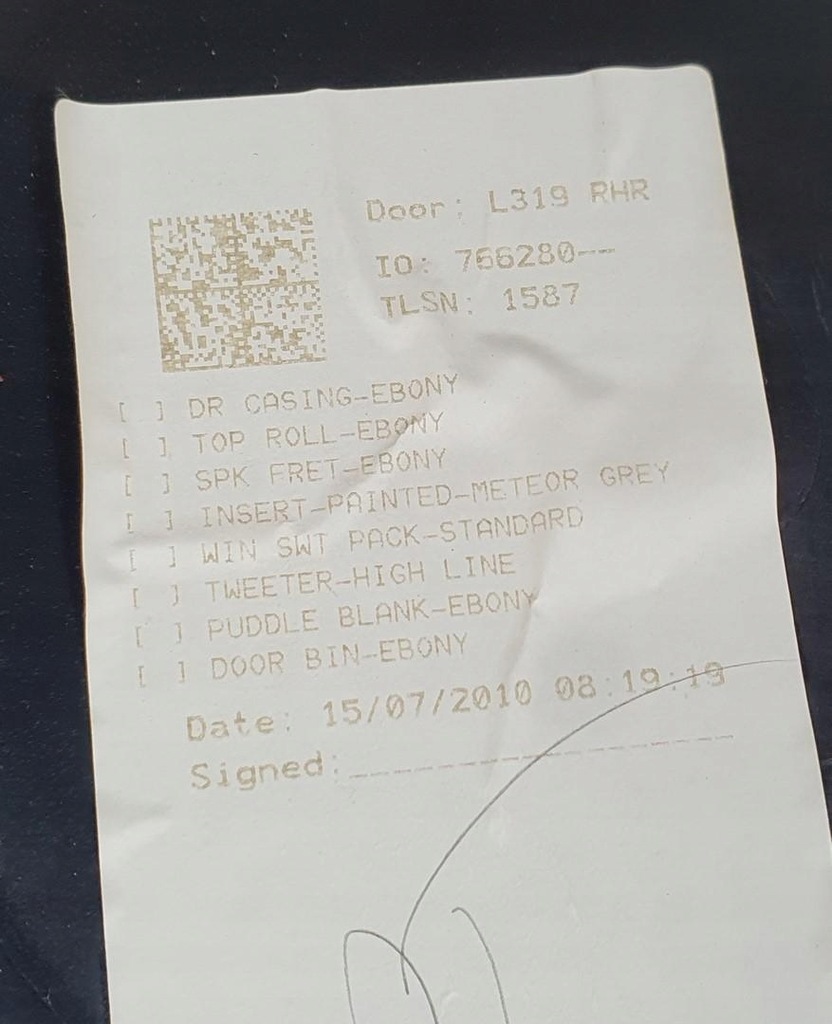 Door: L319 RHR
IO: 766280--
TLSN: 1587
[ ] DR CASING-EBONY
[ ] TOP ROLL-EBONY
[ ] SPK FRET-EBONY
[ ] INSERT-PAINTED-METEOR GREY
[ ] WIN SWT PACK-STANDARD
[ ] TWEETER-HIGH LINE
[ ] PUDDLE BLANK-EBONY
[ ] DOOR BIN-EBONY
Date: 15/07/2010 08:19:19
Signed:______________